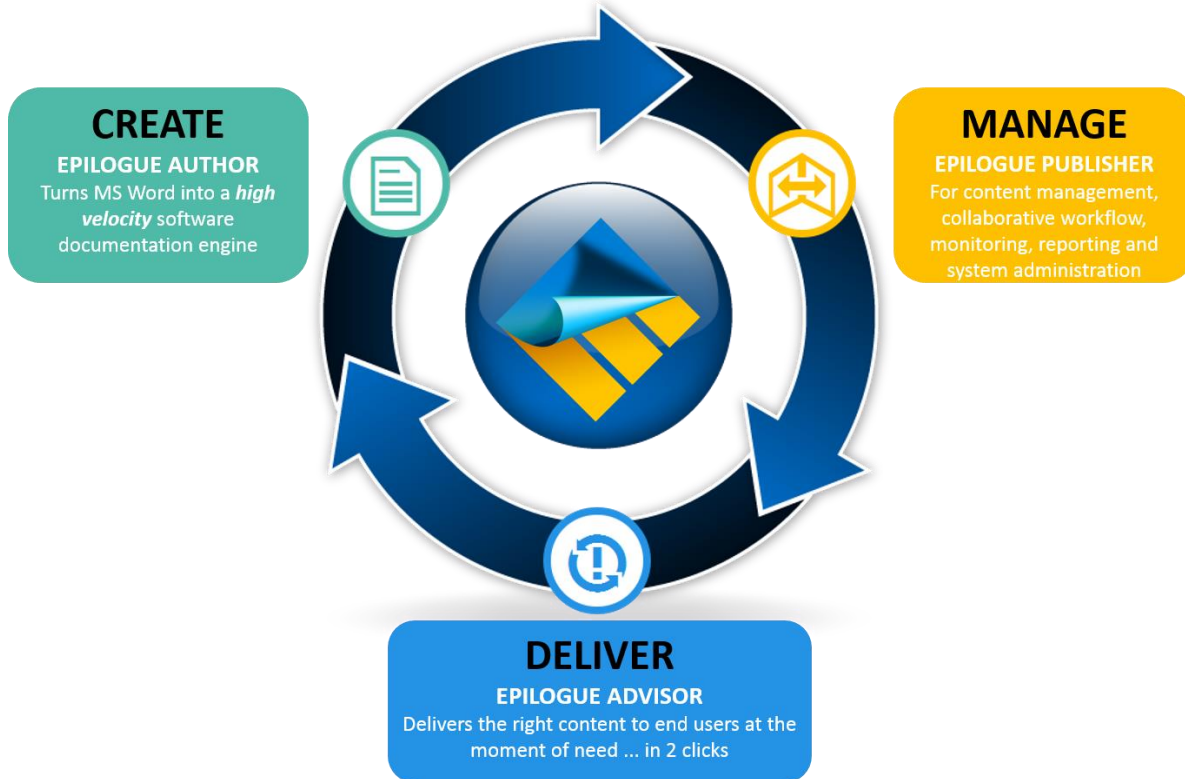 CREATE
EPILOGUE AUTHOR
Turns MS Word into a high
velocity software
documentation engine
MANAGE
EPILOGUE PUBLISHER
For content management,
collaborative workflow,
monitoring, reporting and
system administration
DELIVER
EPILOGUE ADVISOR
Delivers the right content to end users at the
moment of need ... in 2 clicks